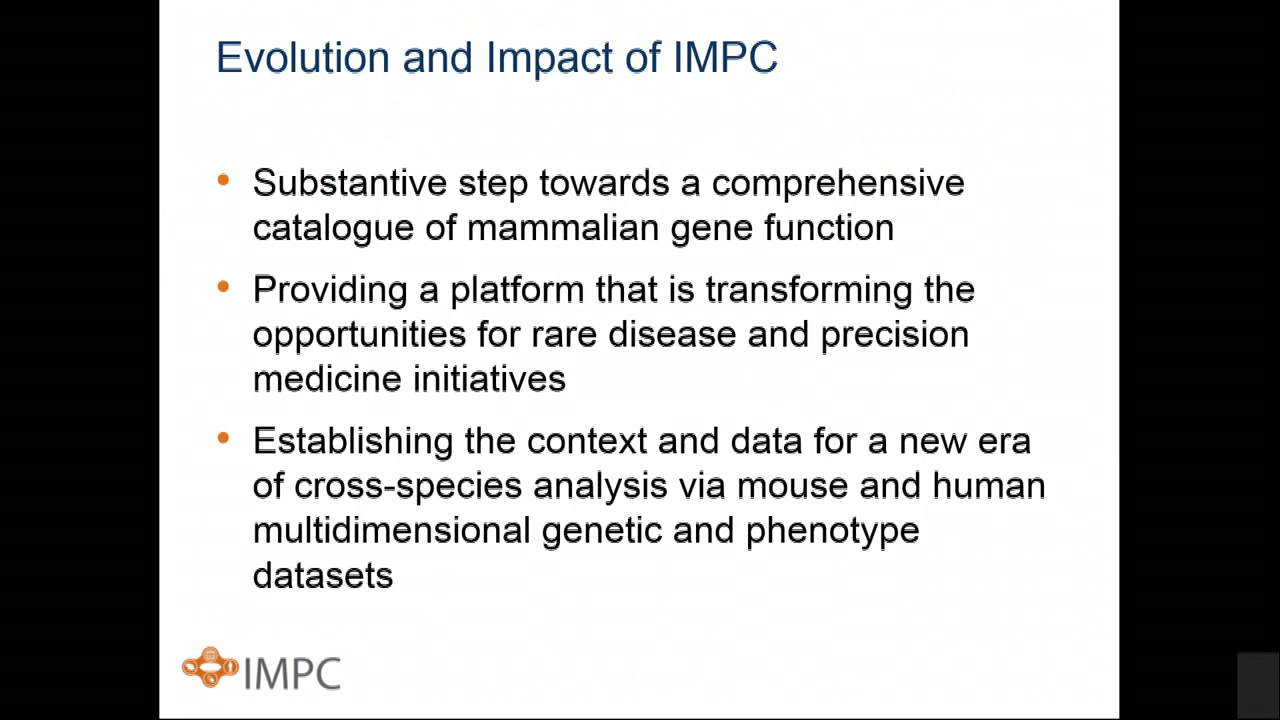 Evolution and Impact of IMPC
• Substantive step towards a comprehensive
catalogue of mammalian gene function
• Providing a platform that is transforming the
opportunities for rare disease and precision
medicine initiatives
• Establishing the context and data for a new era
of cross-species analysis via mouse and human
multidimensional genetic and phenotype
datasets
IMPC